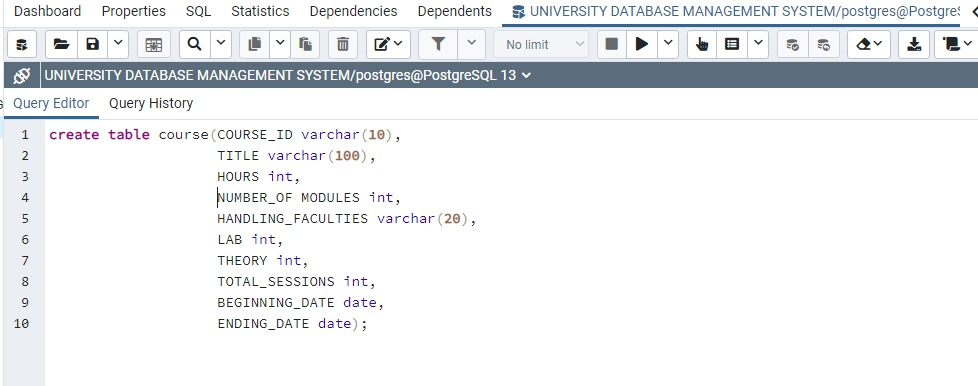 Dashboard Properties SQL Statistics Dependencies Dependents UNIVERSITY DATABASE MANAGEMENT SYSTEM/postgres@PostgreS
No limit
UNIVERSITY DATABASE MANAGEMENT SYSTEM/postgres@PostgreSQL 13
Query Editor Query History
1 create table course(COURSE_ID varchar(10),
2 TITLE varchar(100),
3 HOURS int,
4 NUMBER_OF MODULES int,
5 HANDLING_FACULTIES varchar(20),
6 LAB int,
7 THEORY int,
8 TOTAL_SESSIONS int,
9 BEGINNING_DATE date,
10 ENDING_DATE date);